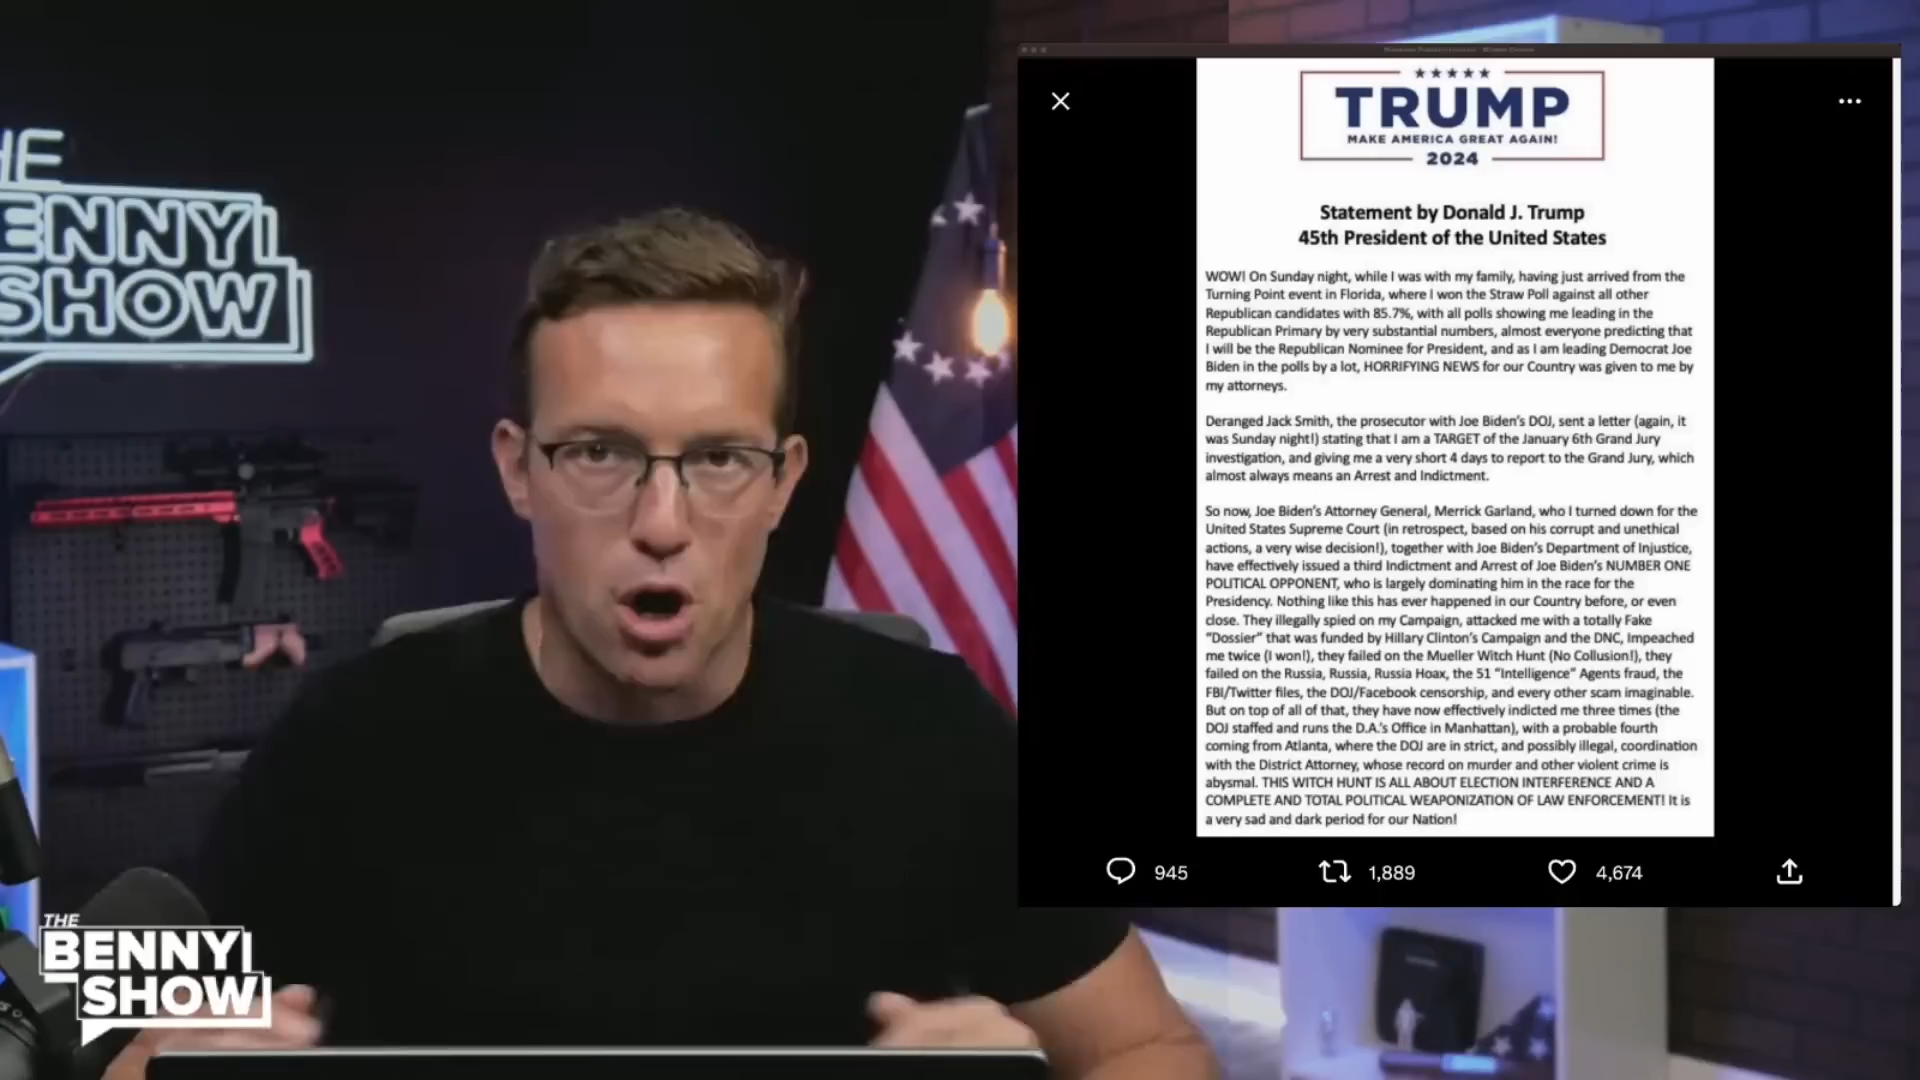 HE
ENNY
SHOW
TRUMP
MAKE AMERICA GREAT AGAIN!
2024
Statement by Donald J. Trump
45th President of the United States
WOW! On Sunday night, while I was with my family, having just arrived from the
Turning Point event in Florida, where I won the Straw Poll against all other
Republican candidates with 85.7%, with all polls showing me leading in the
Republican Primary by very substantial numbers, almost everyone predicting that
I will be the Republican Nominee for President, and as I am leading Democrat Joe
Biden in the polls by a lot, HORRIFYING NEWS for our Country was given to me by
my attorneys.
Deranged Jack Smith, the prosecutor with Joe Biden's DOJ, sent a letter (again, it
was Sunday night!) stating that I am a TARGET of the January 6th Grand Jury
investigation, and giving me a very short 4 days to report to the Grand Jury, which
almost always means an Arrest and Indictment.
So now, Joe Biden's Attorney General, Merrick Garland, who I turned down for the
United States Supreme Court (in retrospect, based on his corrupt and unethical
actions, a very wise decision!), together with Joe Biden's Department of Injustice,
have effectively issued a third Indictment and Arrest of Joe Biden's NUMBER ONE
POLITICAL OPPONENT, who is largely dominating him in the race for the
Presidency. Nothing like this has ever happened in our Country before, or even
close. They illegally spied on my Campaign, attacked me with a totally Fake
"Dossier" that was funded by Hillary Clinton's Campaign and the DNC, Impeached
me twice (I won!), they failed on the Mueller Witch Hunt (No Collusion!), they
failed on the Russia, Russia, Russia Hoax, the 51 "Intelligence" Agents fraud, the
FBI/Twitter files, the DOJ/Facebook censorship, and every other scam imaginable.
But on top of all of that, they have now effectively indicted me three times (the
DOJ staffed and runs the D.A.'s Office in Manhattan), with a probable fourth
coming from Atlanta, where the DOJ are in strict, and possibly illegal, coordination
with the District Attorney, whose record on murder and other violent crime is
abysmal. THIS WITCH HUNT IS ALL ABOUT ELECTION INTERFERENCE AND A
COMPLETE AND TOTAL POLITICAL WEAPONIZATION OF LAW ENFORCEMENT! It is
a very sad and dark period for our Nation!
945 1,889 4,674
THE
BENNY
SHOW